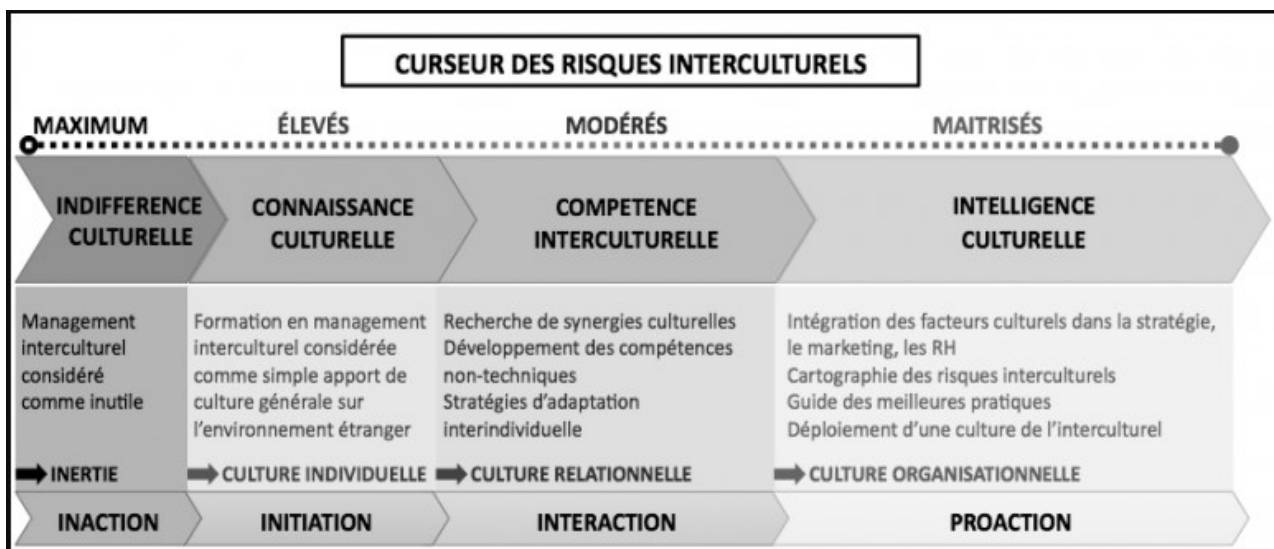 CURSEUR DES RISQUES INTERCULTURELS
MAXIMUM
ÉLEVÉS
MODÉRÉS
MAITRISÉS
INDIFFERENCE
CULTURELLE
CONNAISSANCE
CULTURELLE
COMPETENCE
INTERCULTURELLE
INTELLIGENCE
CULTURELLE
Management
interculturel
considéré
comme inutile
INERTIE
Formation en management
interculturel considérée
comme simple apport de
culture générale sur
l'environnement étranger
CULTURE INDIVIDUELLE
Recherche de synergies culturelles
Développement des compétences
non-techniques
Stratégies d'adaptation
interindividuelle
CULTURE RELATIONNELLE
Intégration des facteurs culturels dans la stratégie,
le marketing, les RH
Cartographie des risques interculturels
Guide des meilleures pratiques
Déploiement d'une culture de l'interculturel
CULTURE ORGANISATIONNELLE
INACTION
INITIATION
INTERACTION
PROACTION